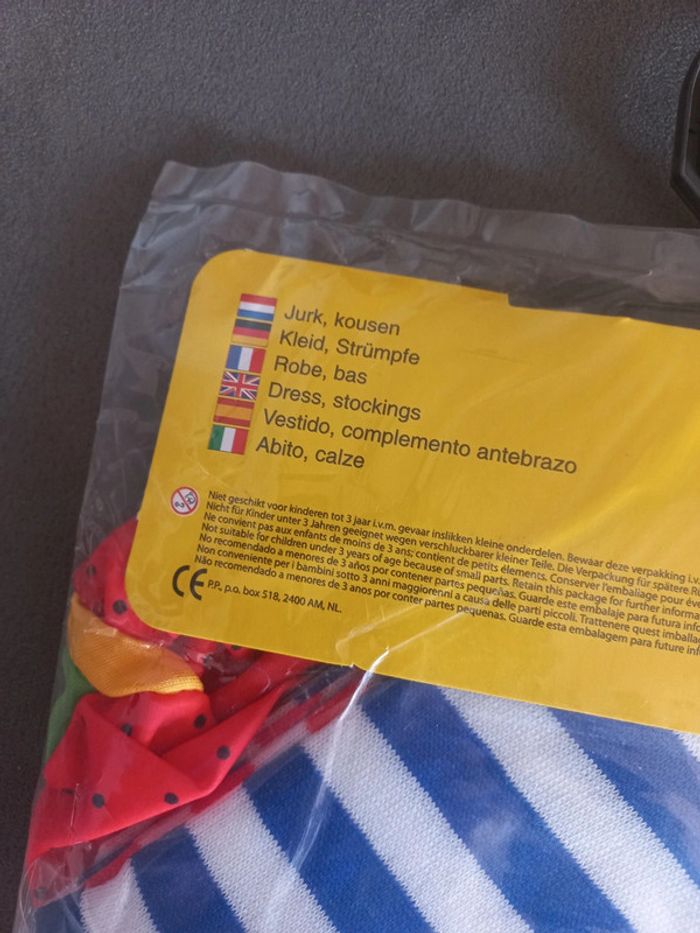 Jurk, kousen
Kleid, Strümpfe
Robe, bas
Dress, stockings
Vestido, complemento antebrazo
Abito, calze
Niet geschikt voor kinderen tot 3 jaar i.v.m. gevaar inslikken kleine onderdelen. Bewaar deze verpakking
Nicht für Kinder unter 3 Jahren geeignet wegen verschluckbarer kleiner Teile. Die Verpackung für spätere
Ne convient pas aux enfants de moins de 3 ans; contient de petits élements. Conserver l'emballage pour
Not suitable for children under 3 years of age because of small parts. Retain this package for further
No recomendado a menores de 3 años por contener partes pequeñas. Guarde este embalaje para futura
Non conveniente per i bambini sotto 3 anni maggiorenni a causa delle parti piccoli. Trattenere quest
Não recomendado a menores de 3 anos por conter partes pequenas. Guarde esta embalagem para future
CE P.P., p.o. box 518, 2400 AM, NL.